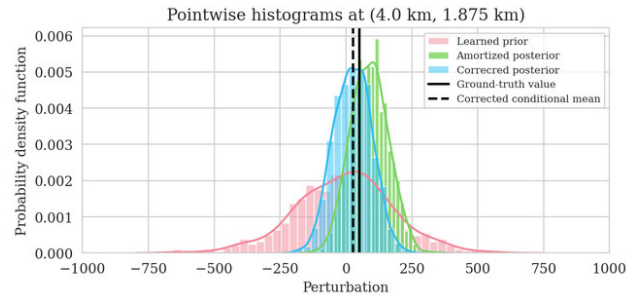 Pointwise histograms at (4.0 km, 1.875 km)
Probability density function
0.006
0.005
0.004
0.003
0.002
0.001
0.000
Learned prior
Amortized posterior
Correcred posterior
Ground-truth value
Corrected conditional mean
−1000 −750 −500 −250 0 250 500 750 1000
Perturbation